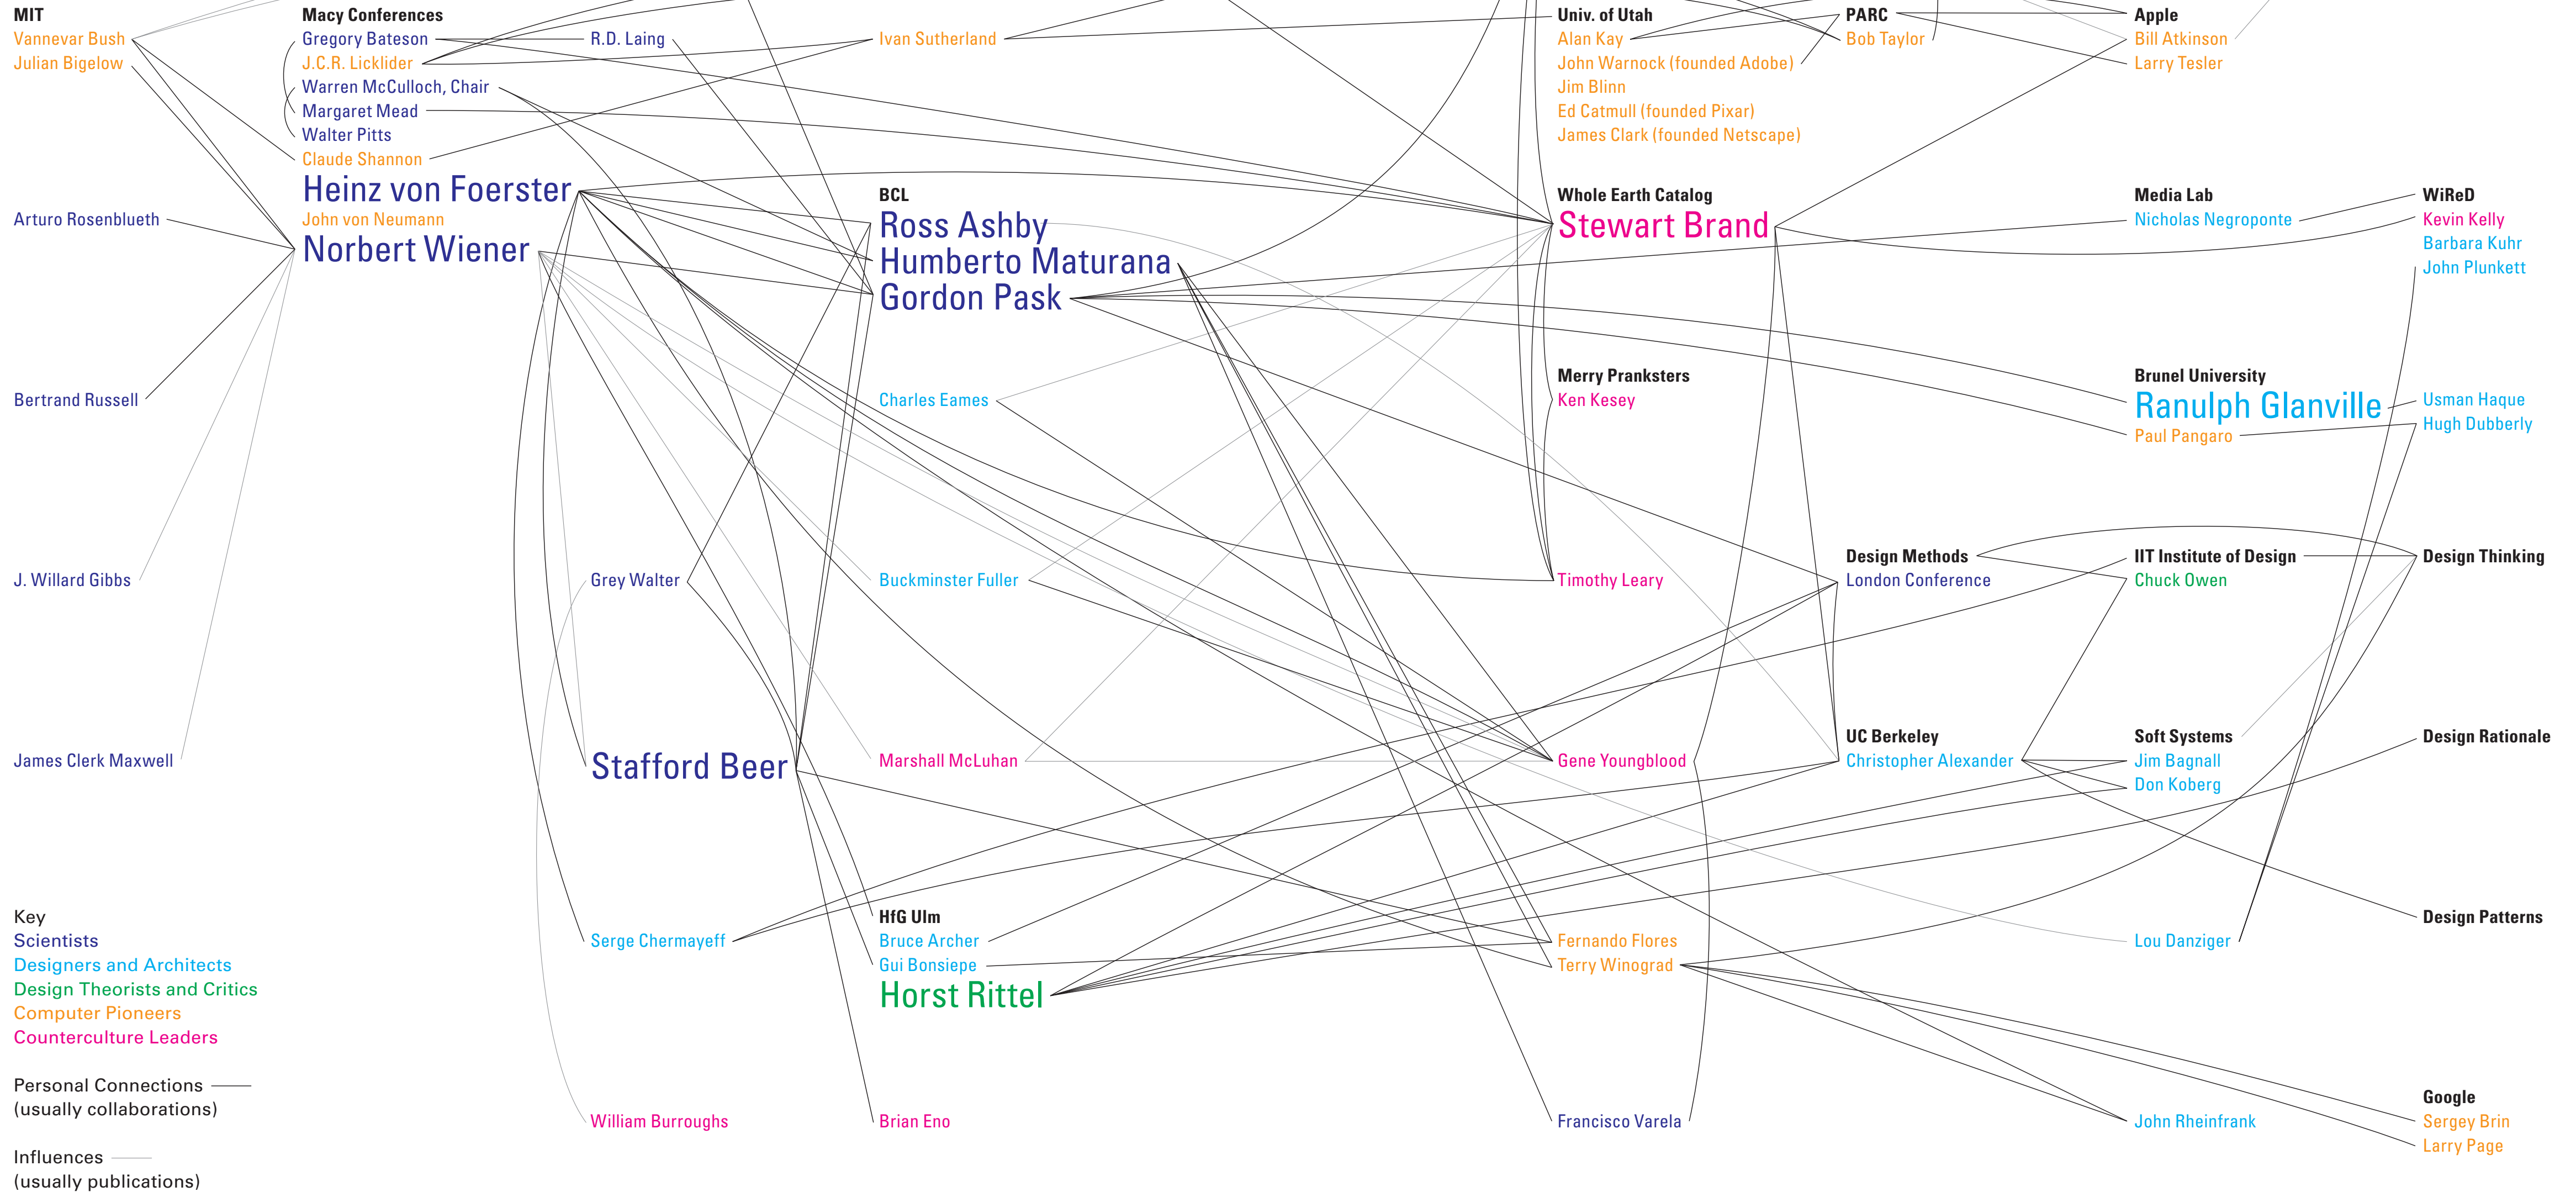 MIT
Vannevar Bush
Julian Bigelow
Arturo Rosenblueth
Bertrand Russell
J. Willard Gibbs
James Clerk Maxwell
Key
Scientists
Designers and Architects
Design Theorists and Critics
Computer Pioneers
Counterculture Leaders
Personal Connections
(usually collaborations)
Influences
(usually publications)
Macy Conferences
Gregory Bateson
J.C.R. Licklider
Warren McCulloch, Chair
Margaret Mead
Walter Pitts
Claude Shannon
Heinz von Foerster
John von Neumann
Norbert Wiener
R.D. Laing
Grey Walter
Stafford Beer
Serge Chermayeff
William Burroughs
Ivan Sutherland
BCL
Ross Ashby
Humberto Maturana
Gordon Pask
Charles Eames
Buckminster Fuller
Marshall McLuhan
HfG Ulm
Bruce Archer
Gui Bonsiepe
Horst Rittel
Brian Eno
Univ. of Utah
Alan Kay
John Warnock (founded Adobe)
Jim Blinn
Ed Catmull (founded Pixar)
James Clark (founded Netscape)
Whole Earth Catalog
Stewart Brand
Merry Pranksters
Ken Kesey
Timothy Leary
Gene Youngblood
Fernando Flores
Terry Winograd
Francisco Varela
PARC
Bob Taylor
Design Methods
London Conference
UC Berkeley
Christopher Alexander
Apple
Bill Atkinson
Larry Tesler
Media Lab
Nicholas Negroponte
Brunel University
Ranulph Glanville
Paul Pangaro
IIT Institute of Design
Chuck Owen
Soft Systems
Jim Bagnall
Don Koberg
Lou Danziger
John Rheinfrank
WiReD
Kevin Kelly
Barbara Kuhr
John Plunkett
Usman Haque
Hugh Dubberly
Design Thinking
Design Rationale
Design Patterns
Google
Sergey Brin
Larry Page